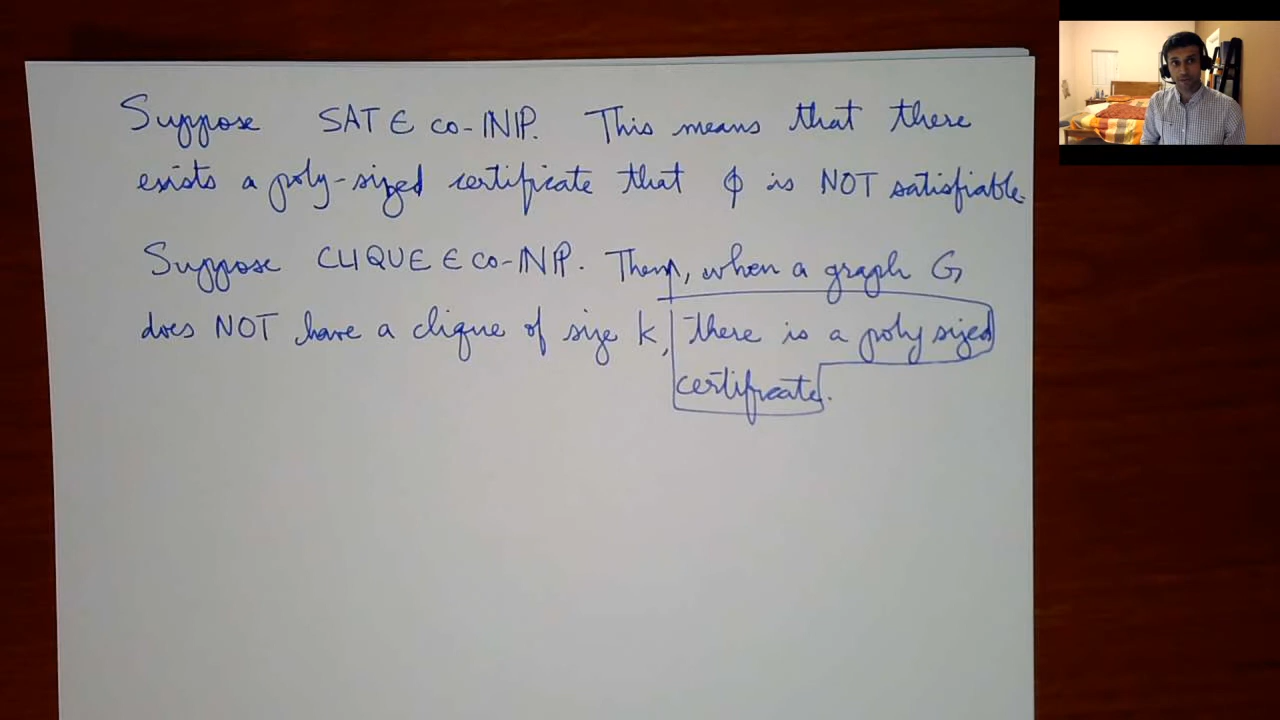 Suppose SAT ∈ co-NP. This means that there
exists a poly-sized certificate that ϕ is NOT satisfiable.
Suppose CLIQUE ∈ co-NP. Then, when a graph G
does NOT have a clique of size k, there is a poly sized
certificate.